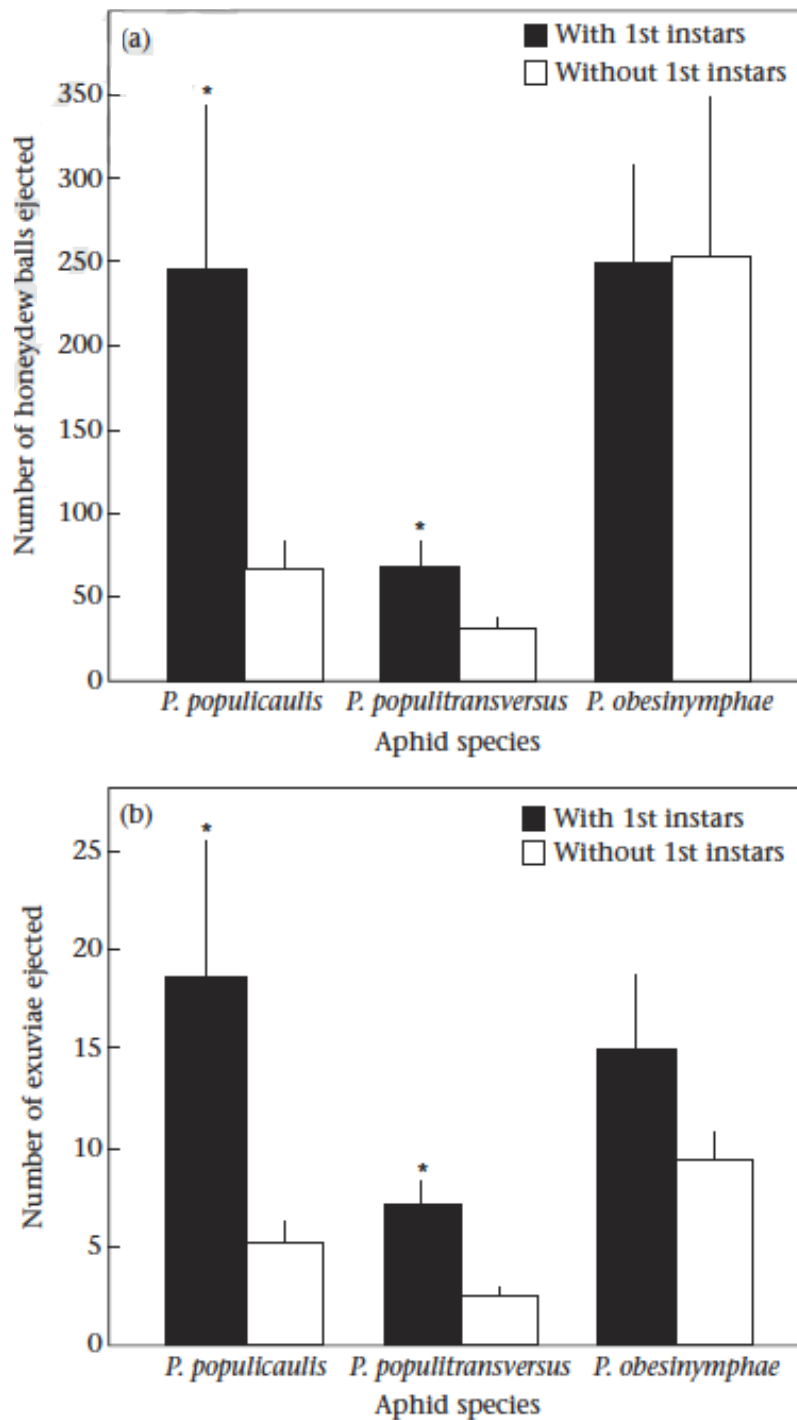 (a)
With 1st instars
Without 1st instars
Number of honeydew balls ejected
350
300
250
200
150
100
50
0
*
*
P. populicaulis P. populitransversus P. obesinymphae
Aphid species
(b)
With 1st instars
Without 1st instars
Number of exuviae ejected
25
20
15
10
5
0
*
*
P. populicaulis P. populitransversus P. obesinymphae
Aphid species